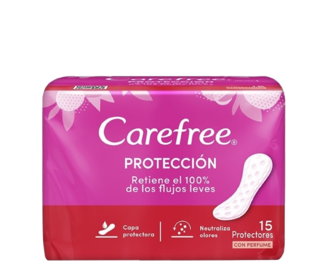 Carefree®
PROTECCIÓN
Retiene el 100%
de los flujos leves
Capa
protectora
Neutraliza
olores
15
Protectores
CON PERFUME